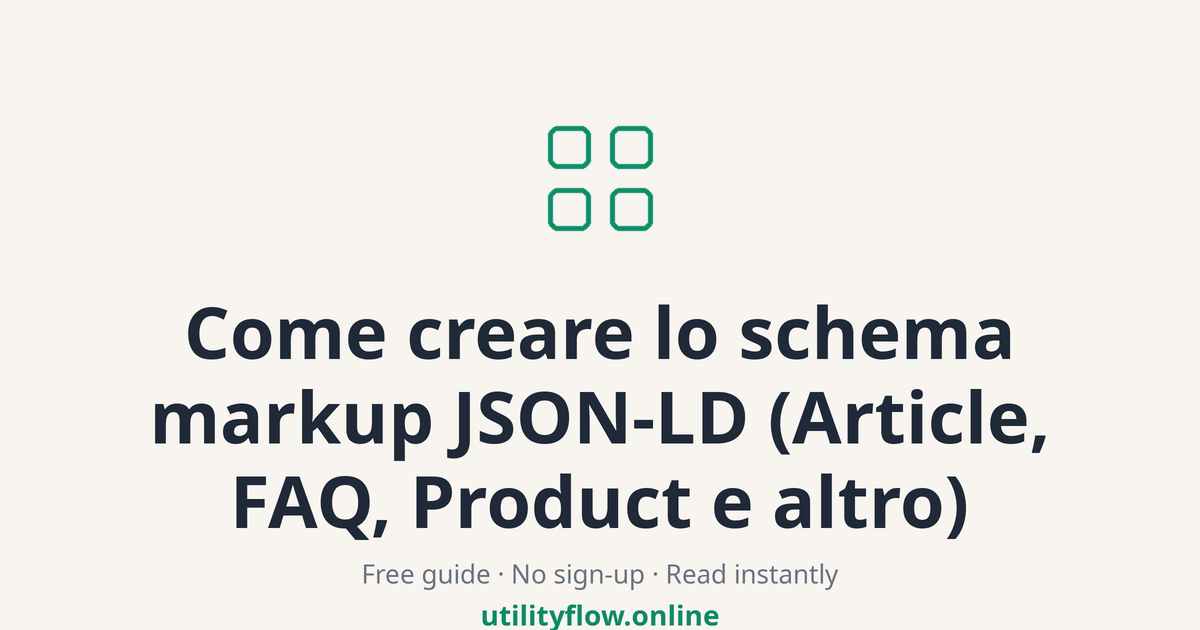 Come creare lo schema
markup JSON-LD (Article,
FAQ, Product e altro)
Free guide · No sign-up · Read instantly
utilityflow.online